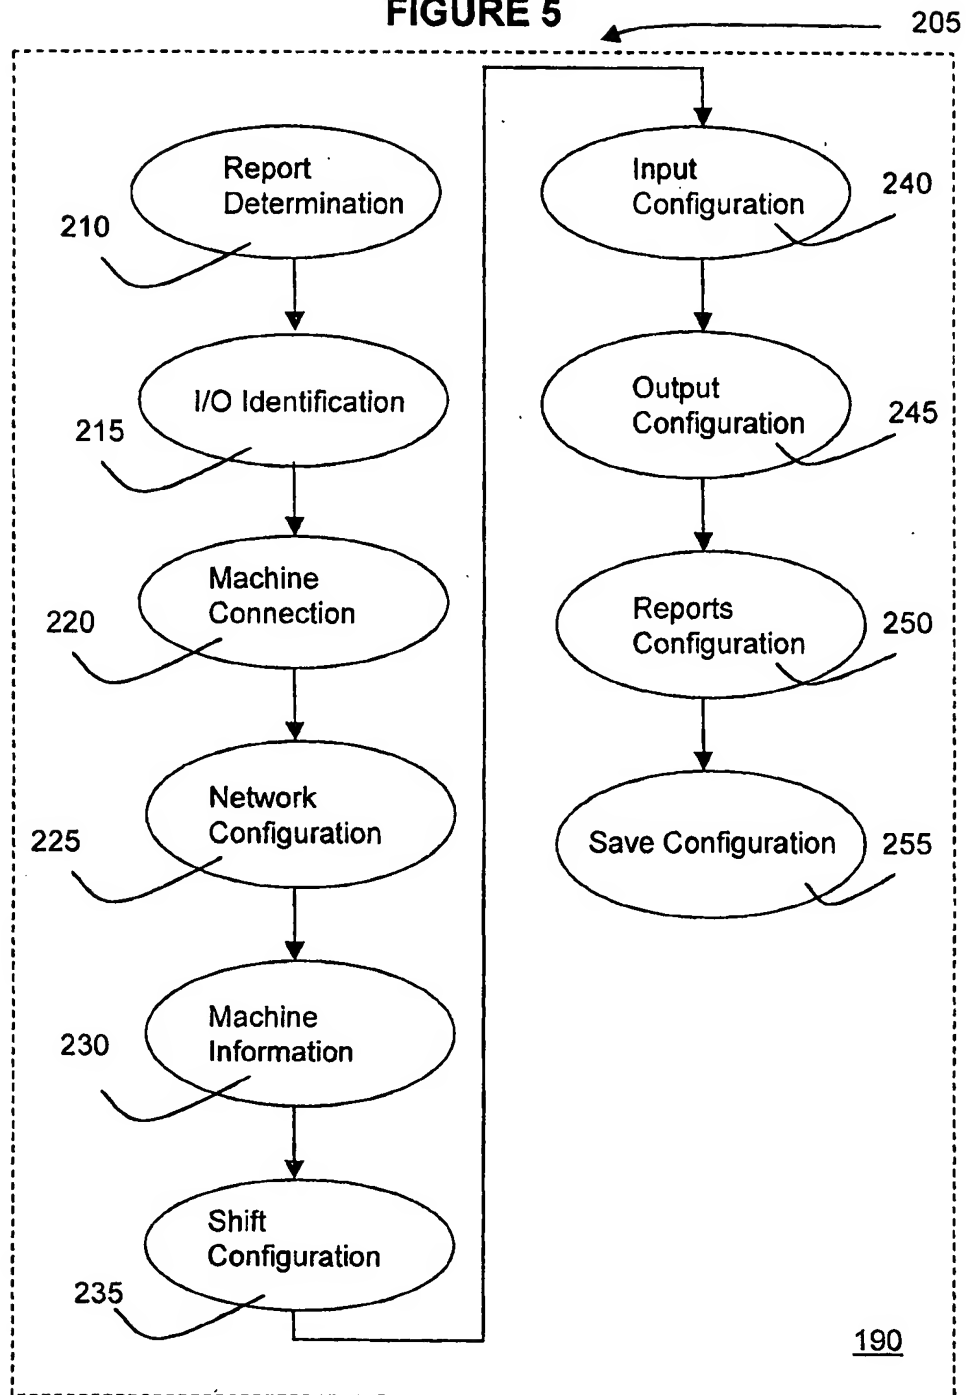 FIGURE 5
205
Report
Determination
210
I/O Identification
215
Machine
Connection
220
Network
Configuration
225
Machine
Information
230
Shift
Configuration
235
Input
Configuration
240
Output
Configuration
245
Reports
Configuration
250
Save Configuration
255
190